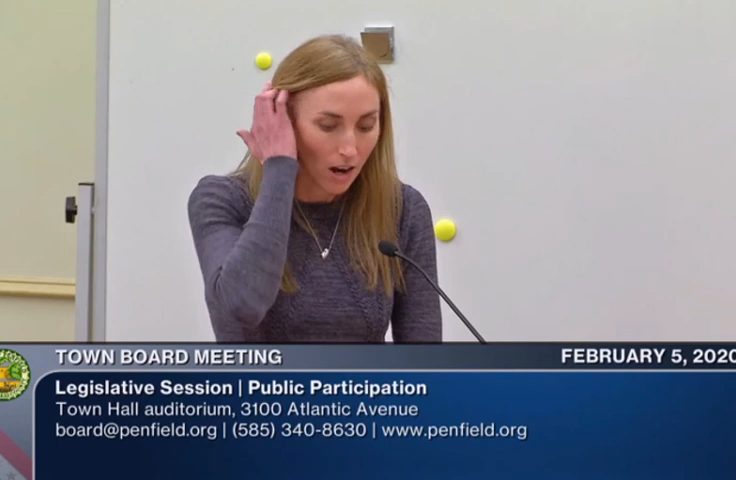 TOWN BOARD MEETING
FEBRUARY 5, 2020
Legislative Session | Public Participation
Town Hall auditorium, 3100 Atlantic Avenue
board@penfield.org | (585) 340-8630 | www.penfield.org